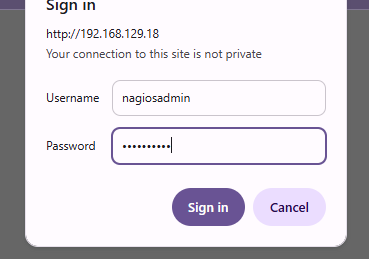 Sign in
http://192.168.129.18
Your connection to this site is not private
Username nagiosadmin
Password ••••••••••
Sign in Cancel